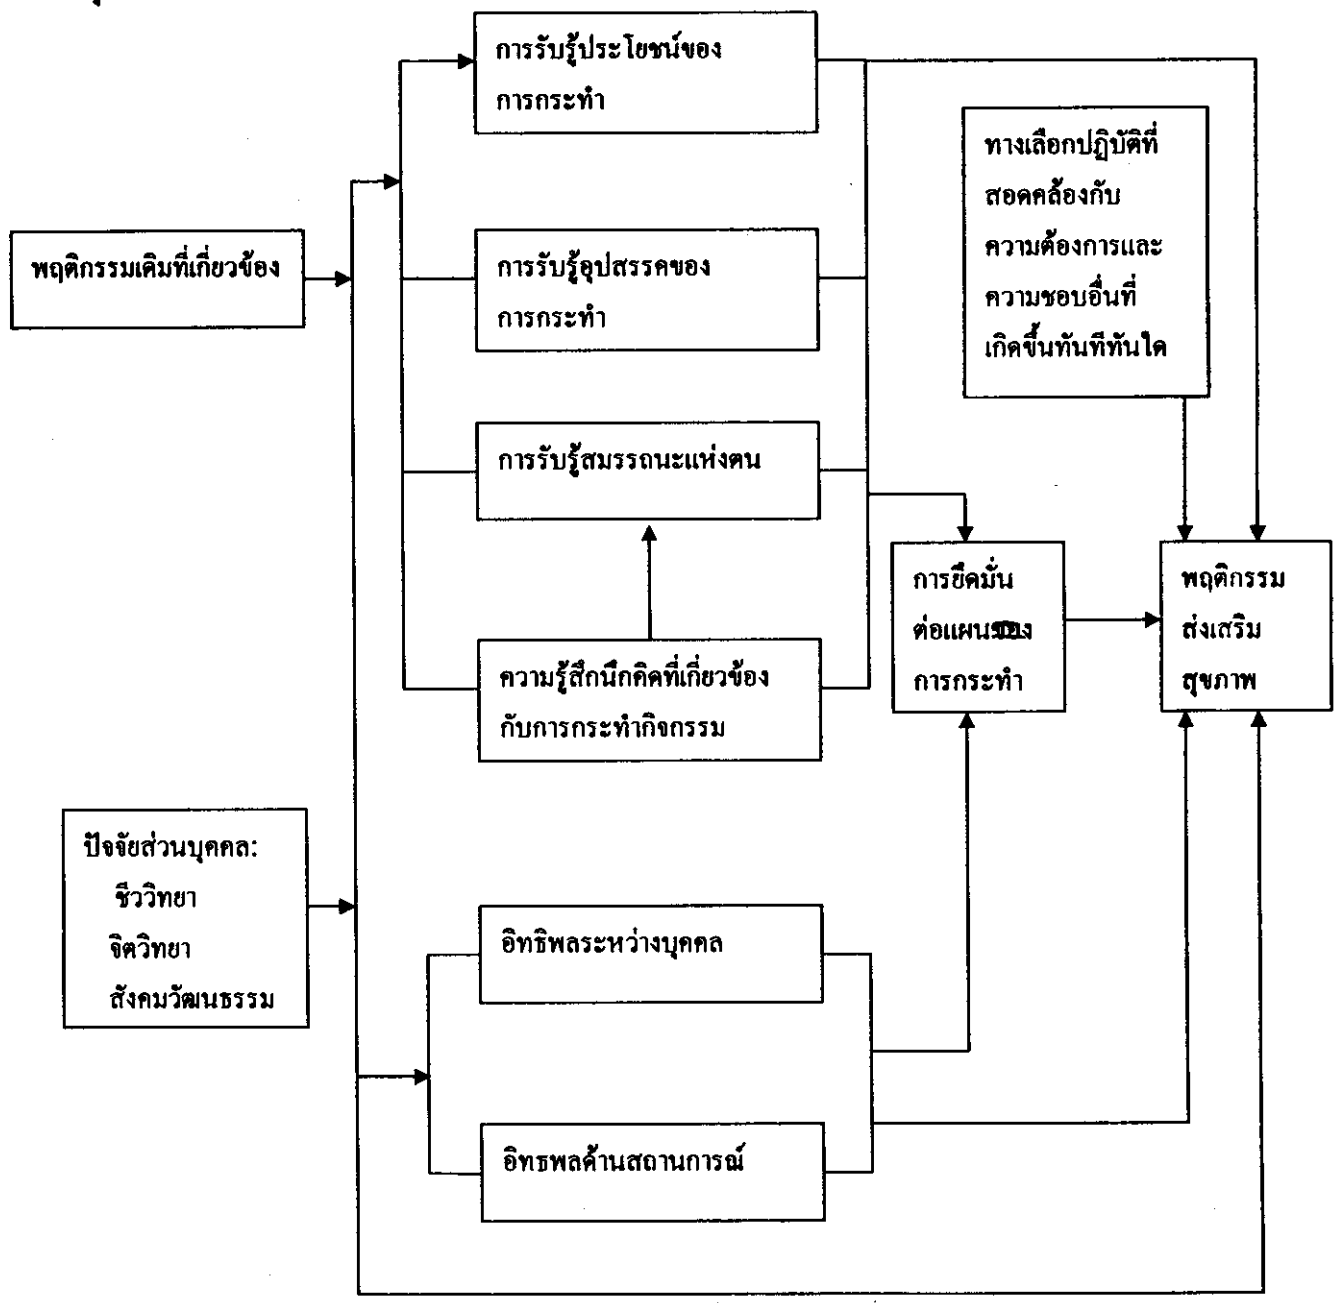 การรับรู้ประโยชน์ของ
การกระทำ
ทางเลือกปฏิบัติที่
สอดคล้องกับ
ความต้องการและ
ความชอบอื่นที่
เกิดขึ้นทันทีทันใด
พฤติกรรมเดิมที่เกี่ยวข้อง
การรับรู้อุปสรรคของ
การกระทำ
การรับรู้สมรรถนะแห่งตน
การยึดมั่น
ต่อแผนของ
การกระทำ
พฤติกรรม
ส่งเสริม
สุขภาพ
ความรู้สึกนึกคิดที่เกี่ยวข้อง
กับการกระทำกิจกรรม
ปัจจัยส่วนบุคคล:
ชีววิทยา
จิตวิทยา
สังคมวัฒนธรรม
อิทธิพลระหว่างบุคคล
อิทธพลด้านสถานการณ์